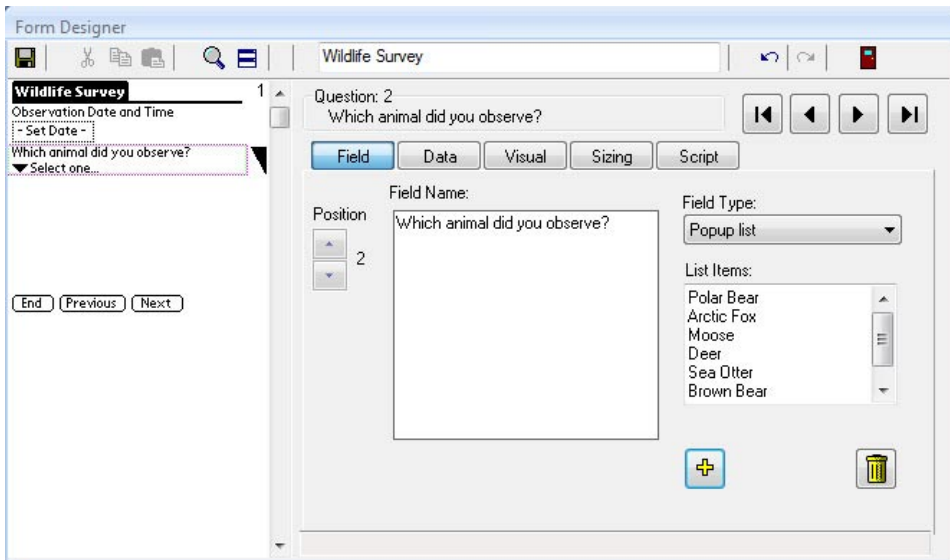 Form Designer
Wildlife Survey
Wildlife Survey 1
Observation Date and Time
- Set Date -
Which animal did you observe?
Select one...
End Previous Next
Question: 2
Which animal did you observe?
Field Data Visual Sizing Script
Position
2
Field Name:
Which animal did you observe?
Field Type:
Popup list
List Items:
Polar Bear
Arctic Fox
Moose
Deer
Sea Otter
Brown Bear